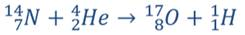 ¹⁴₇N + ⁴₂He → ¹⁷₈O + ¹₁H